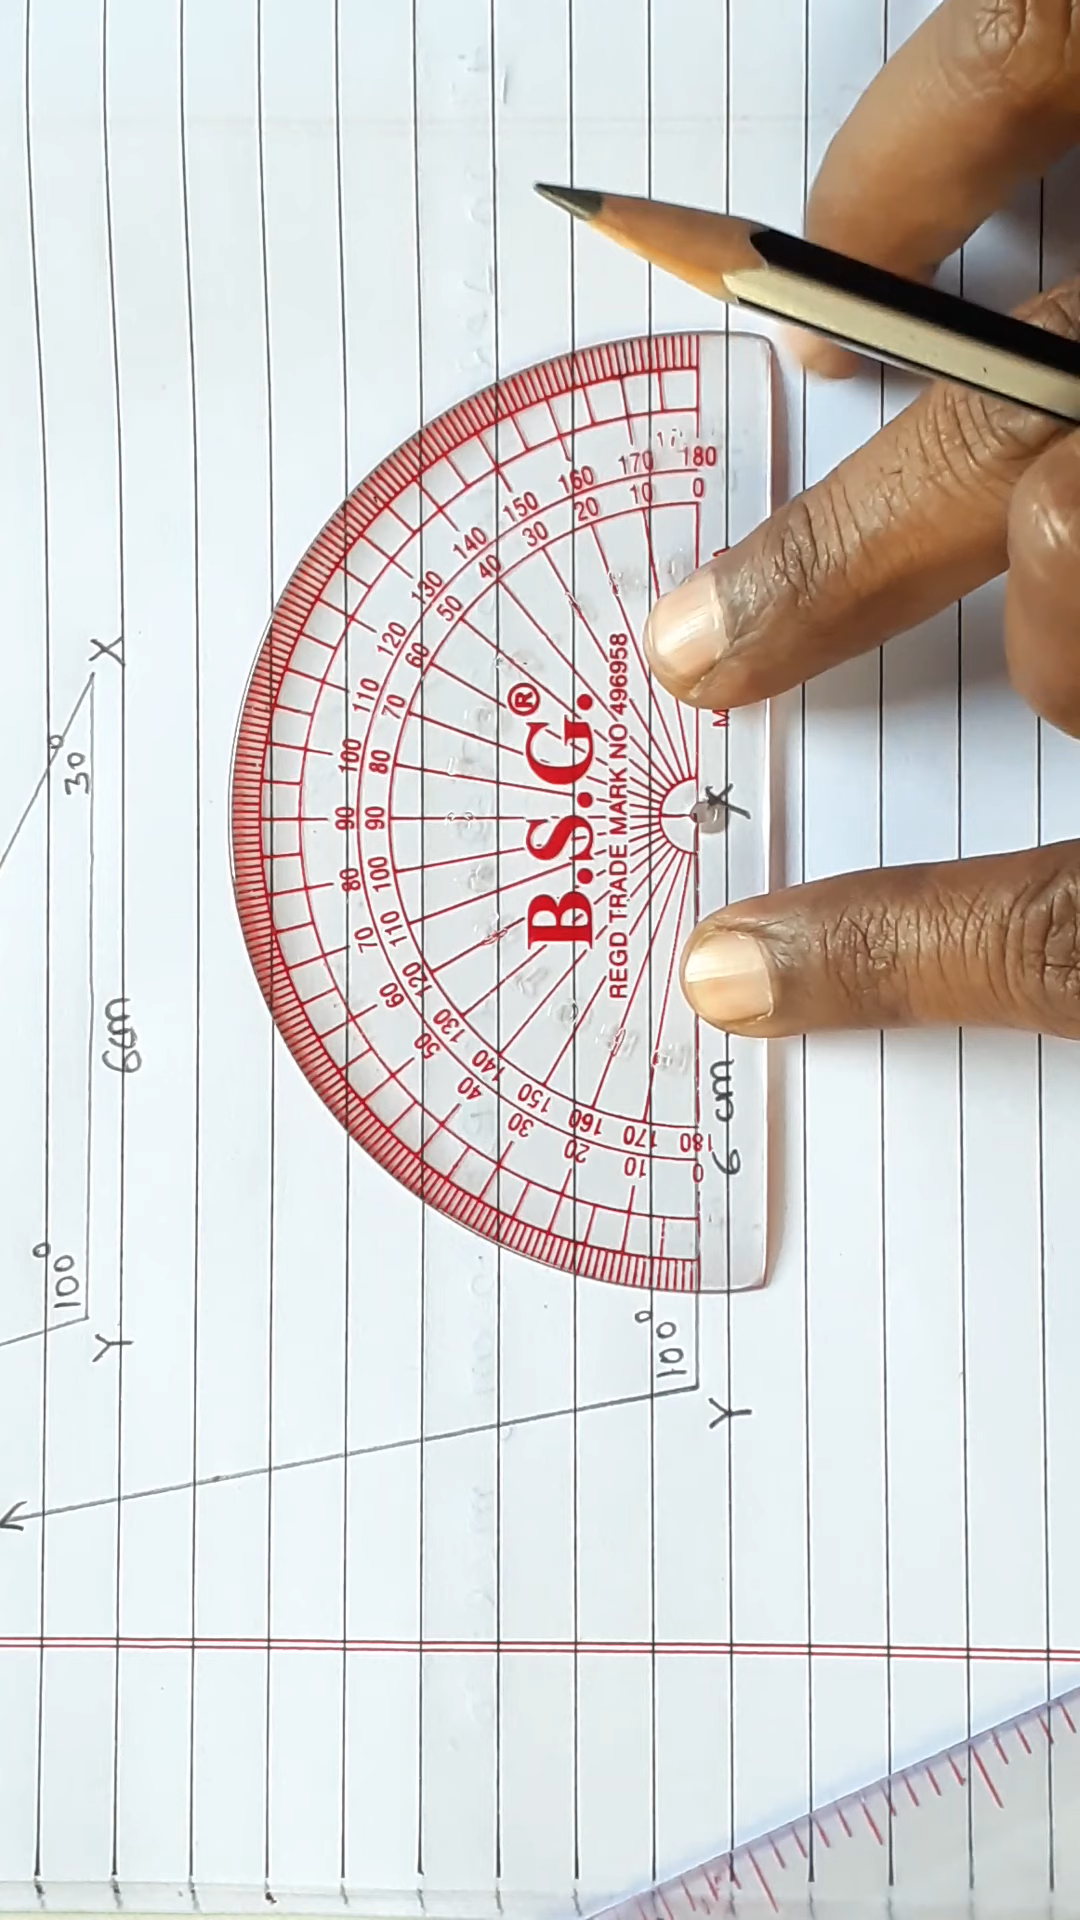 Y
100°
6cm
30°
X
Y
100°
6 cm
X
B.S.G.®
REGD TRADE MARK NO 496958
0 10 20 30 40 50 60 70 80 90 100 110 120 130 140 150 160 170 180
180 170 160 150 140 130 120 110 100 90 80 70 60 50 40 30 20 10 0